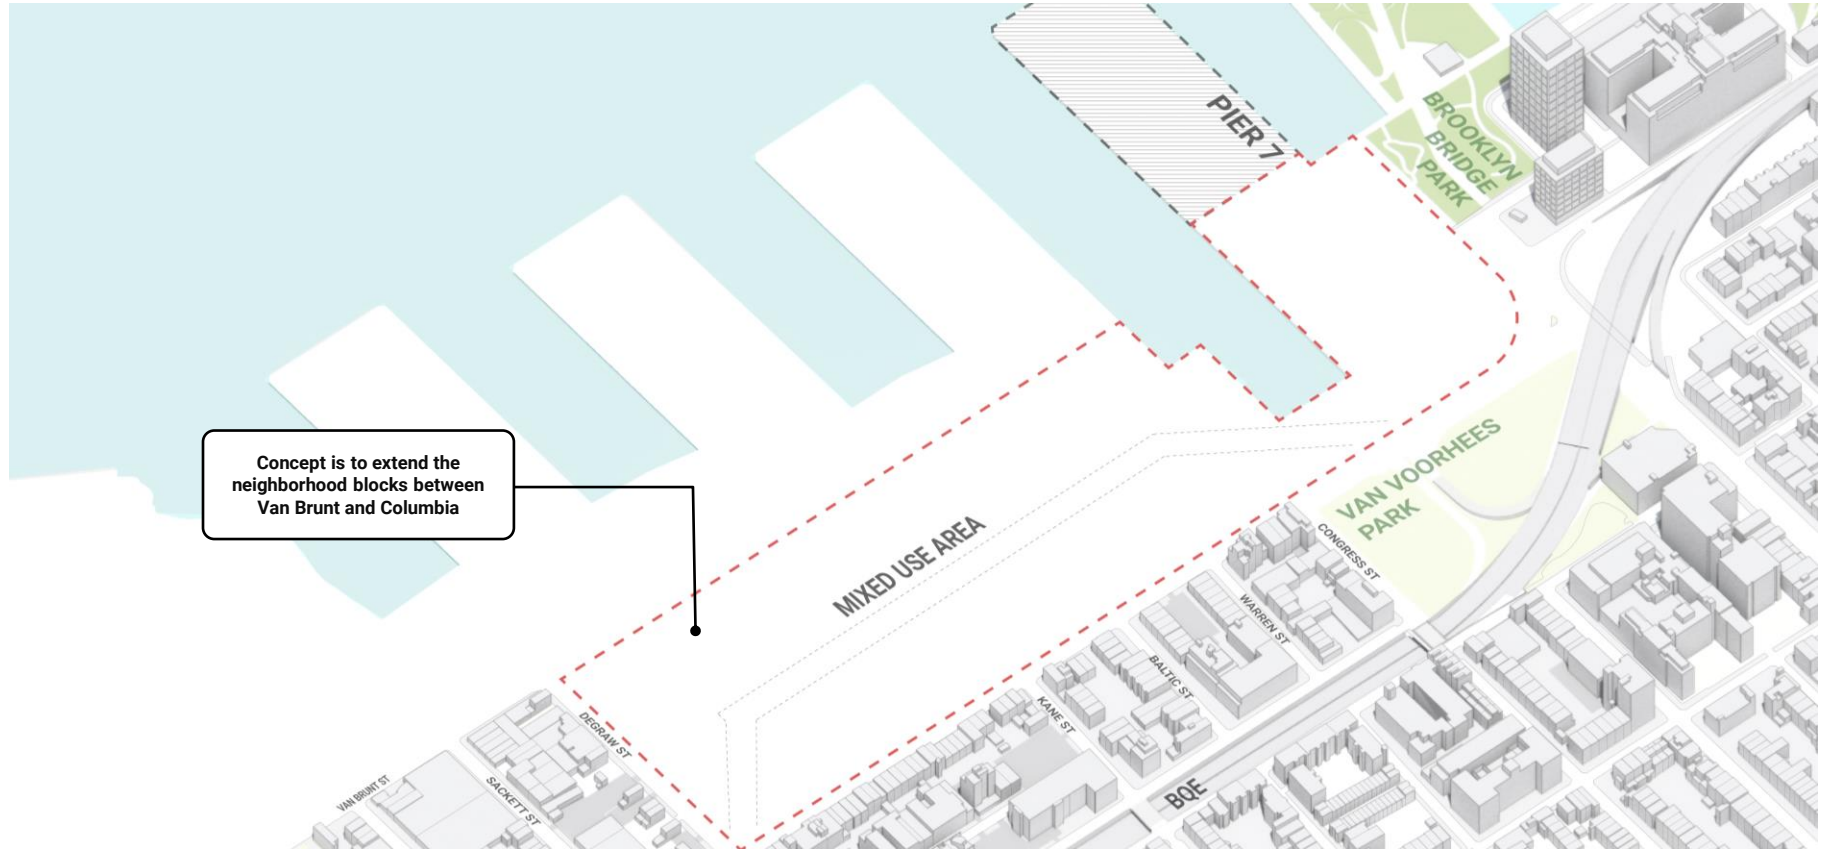 PIER 7
BROOKLYN
BRIDGE
PARK
Concept is to extend the
neighborhood blocks between
Van Brunt and Columbia
VAN VOORHEES
PARK
MIXED USE AREA
CONGRESS ST
WARREN ST
BALTIC ST
KANE ST
DEGRAW ST
SACKETT ST
VAN BRUNT ST
BQE